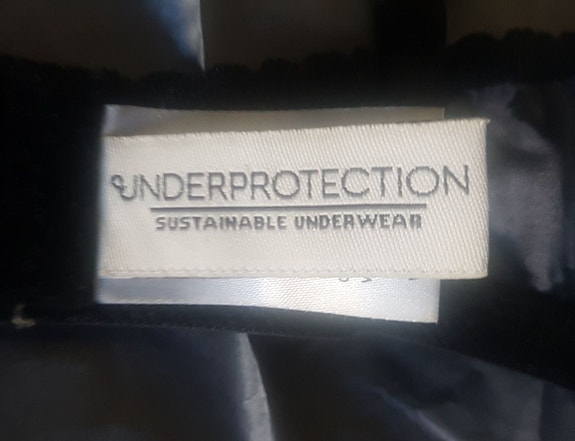 UNDERPROTECTION
SUSTAINABLE UNDERWEAR